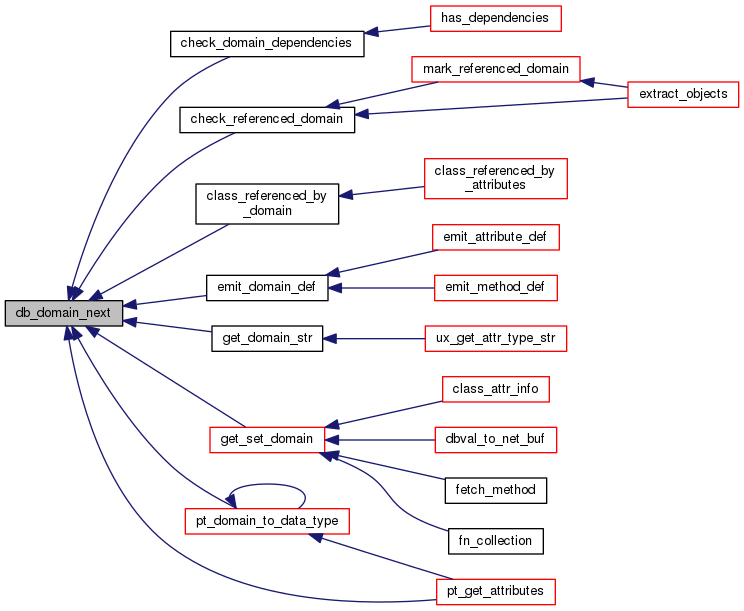 has_dependencies
check_domain_dependencies
mark_referenced_domain
extract_objects
check_referenced_domain
class_referenced_by
_attributes
class_referenced_by
_domain
emit_attribute_def
emit_domain_def
emit_method_def
db_domain_next
get_domain_str
ux_get_attr_type_str
class_attr_info
get_set_domain
dbval_to_net_buf
fetch_method
pt_domain_to_data_type
fn_collection
pt_get_attributes